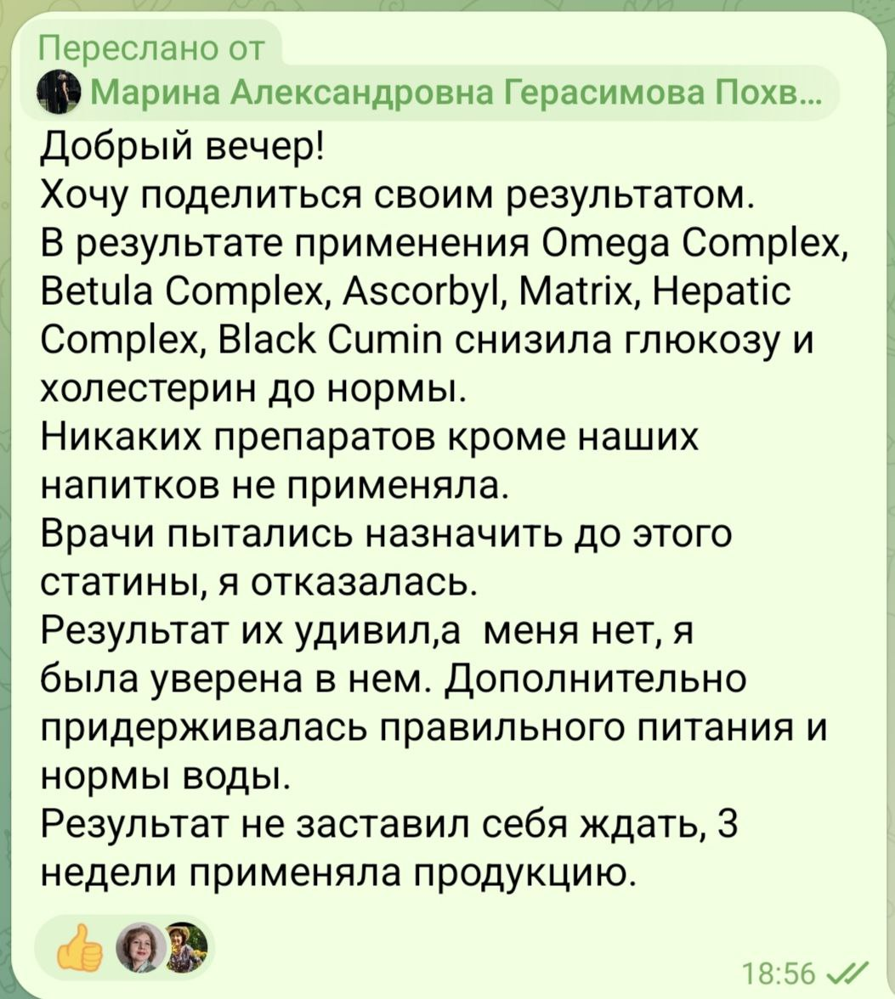 Переслано от
Марина Александровна Герасимова Похв...
Добрый вечер!
Хочу поделиться своим результатом.
В результате применения Omega Complex,
Betula Complex, Ascorbyl, Matrix, Hepatic
Complex, Black Cumin снизила глюкозу и
холестерин до нормы.
Никаких препаратов кроме наших
напитков не применяла.
Врачи пытались назначить до этого
статины, я отказалась.
Результат их удивил,а  меня нет, я
была уверена в нем. Дополнительно
придерживалась правильного питания и
нормы воды.
Результат не заставил себя ждать, 3
недели применяла продукцию.
18:56